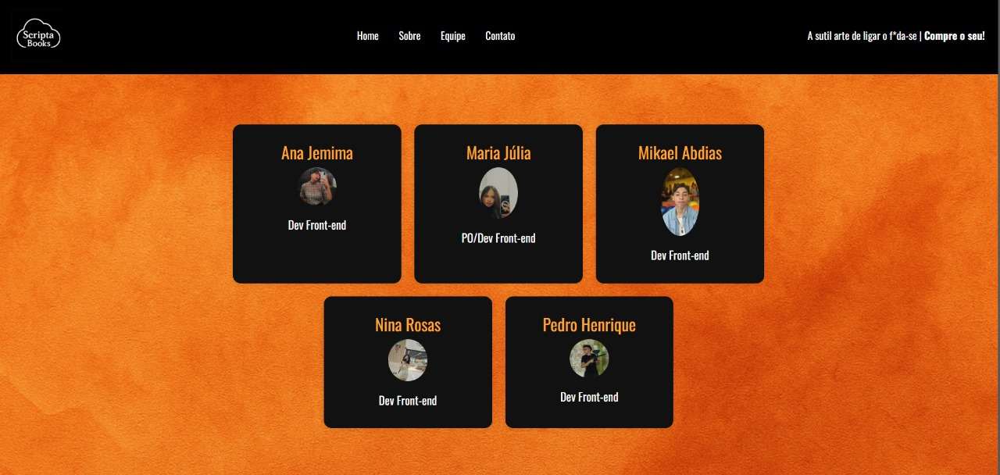 Scripta
Books
Home Sobre Equipe Contato
A sutil arte de ligar o f*da-se | Compre o seu!
Ana Jemima
Dev Front-end
Maria Júlia
PO/Dev Front-end
Mikael Abdias
Dev Front-end
Nina Rosas
Dev Front-end
Pedro Henrique
Dev Front-end